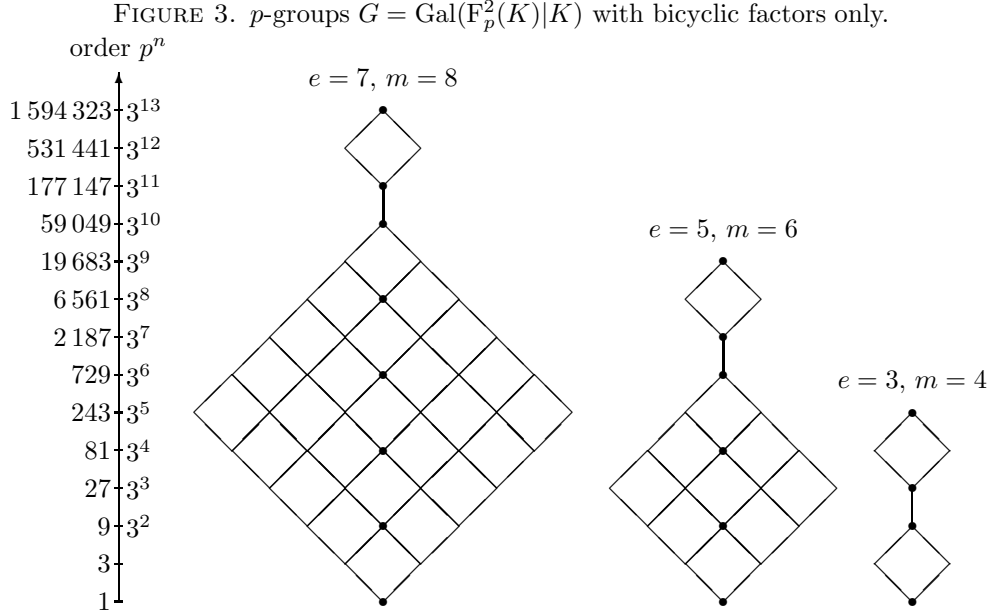 FIGURE 3. p-groups G = Gal(F²ₚ(K)|K) with bicyclic factors only.
order pⁿ
e = 7, m = 8
1 594 323 3¹³
531 441 3¹²
177 147 3¹¹
59 049 3¹⁰
e = 5, m = 6
19 683 3⁹
6 561 3⁸
2 187 3⁷
729 3⁶
e = 3, m = 4
243 3⁵
81 3⁴
27 3³
9 3²
3
1